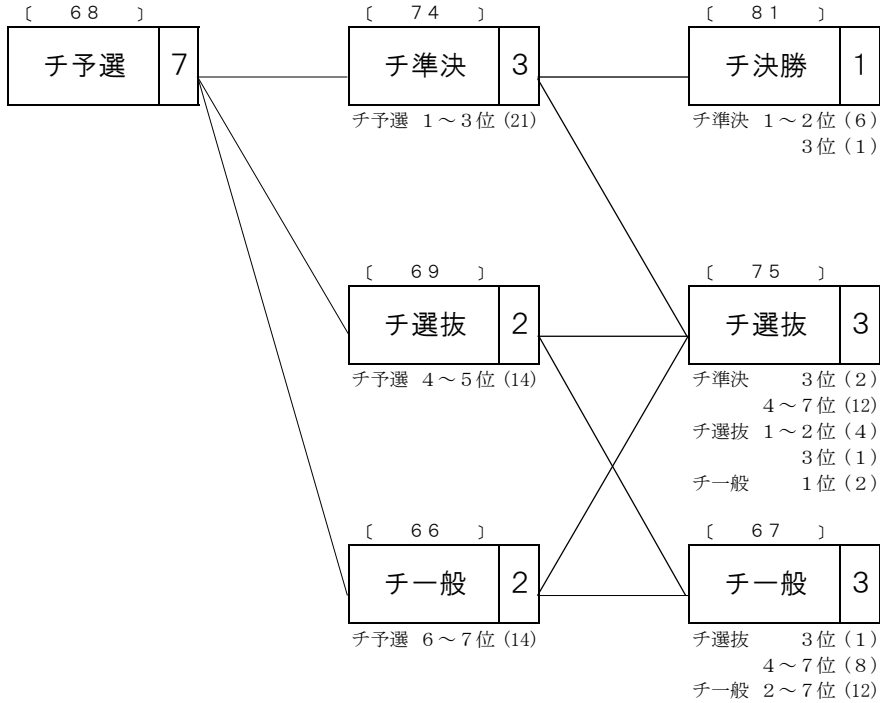 〔 ６８ 〕
チ予選 7
〔 ７４ 〕
チ準決 3
チ予選 １～３位 (21)
〔 ８１ 〕
チ決勝 1
チ準決 １～２位 (６)
３位 (１)
〔 ６９ 〕
チ選抜 2
チ予選 ４～５位 (14)
〔 ７５ 〕
チ選抜 3
チ準決 ３位 (２)
４～７位 (12)
チ選抜 １～２位 (４)
３位 (１)
チ一般 １位 (２)
〔 ６６ 〕
チ一般 2
チ予選 ６～７位 (14)
〔 ６７ 〕
チ一般 3
チ選抜 ３位 (１)
４～７位 (８)
チ一般 ２～７位 (12)